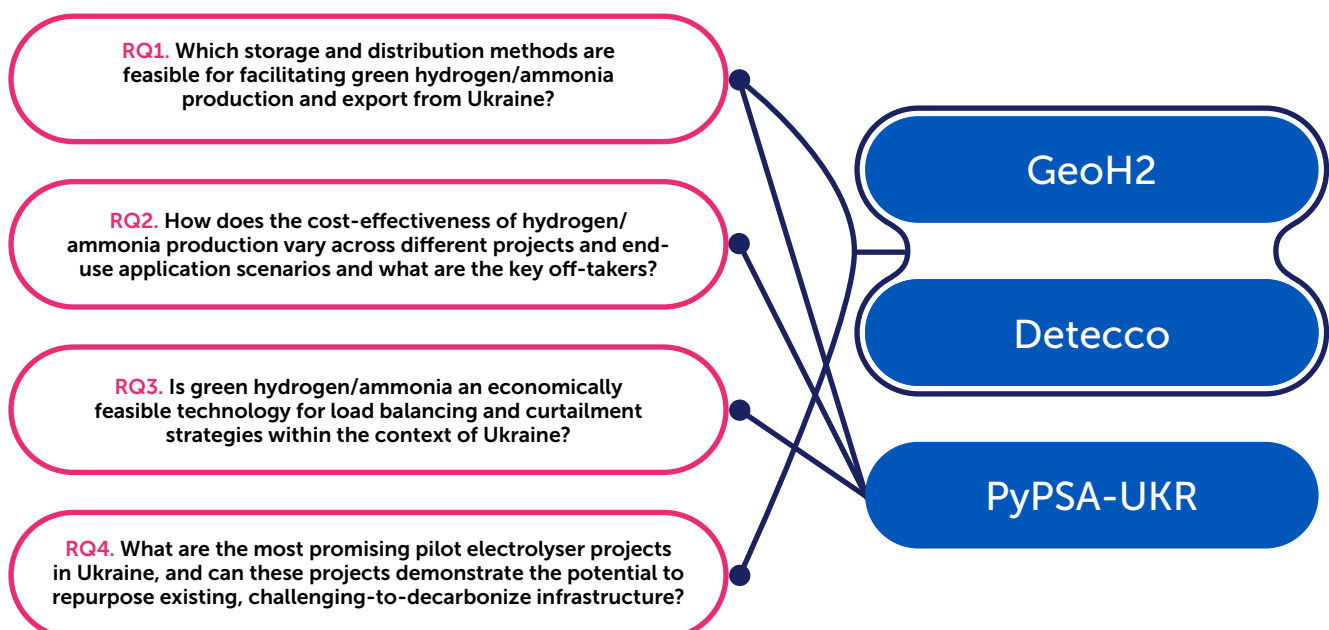 RQ1. Which storage and distribution methods are
feasible for facilitating green hydrogen/ammonia
production and export from Ukraine?
RQ2. How does the cost-effectiveness of hydrogen/
ammonia production vary across different projects and end-
use application scenarios and what are the key off-takers?
RQ3. Is green hydrogen/ammonia an economically
feasible technology for load balancing and curtailment
strategies within the context of Ukraine?
RQ4. What are the most promising pilot electrolyser projects
in Ukraine, and can these projects demonstrate the potential to
repurpose existing, challenging-to-decarbonize infrastructure?
GeoH2
Detecco
PyPSA-UKR